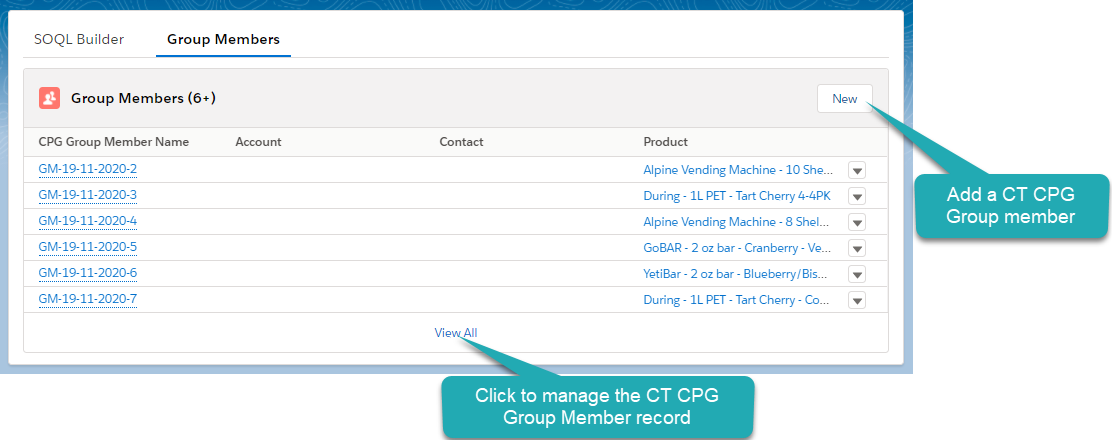 SOQL Builder Group Members
Group Members (6+) New
CPG Group Member Name Account Contact Product
GM-19-11-2020-2 Alpine Vending Machine - 10 She...
GM-19-11-2020-3 During - 1L PET - Tart Cherry 4-4PK
GM-19-11-2020-4 Alpine Vending Machine - 8 Shel...
GM-19-11-2020-5 GoBAR - 2 oz bar - Cranberry - Ve...
GM-19-11-2020-6 YetiBar - 2 oz bar - Blueberry/Bis...
GM-19-11-2020-7 During - 1L PET - Tart Cherry - Co...
View All
Add a CT CPG
Group member
Click to manage the CT CPG
Group Member record